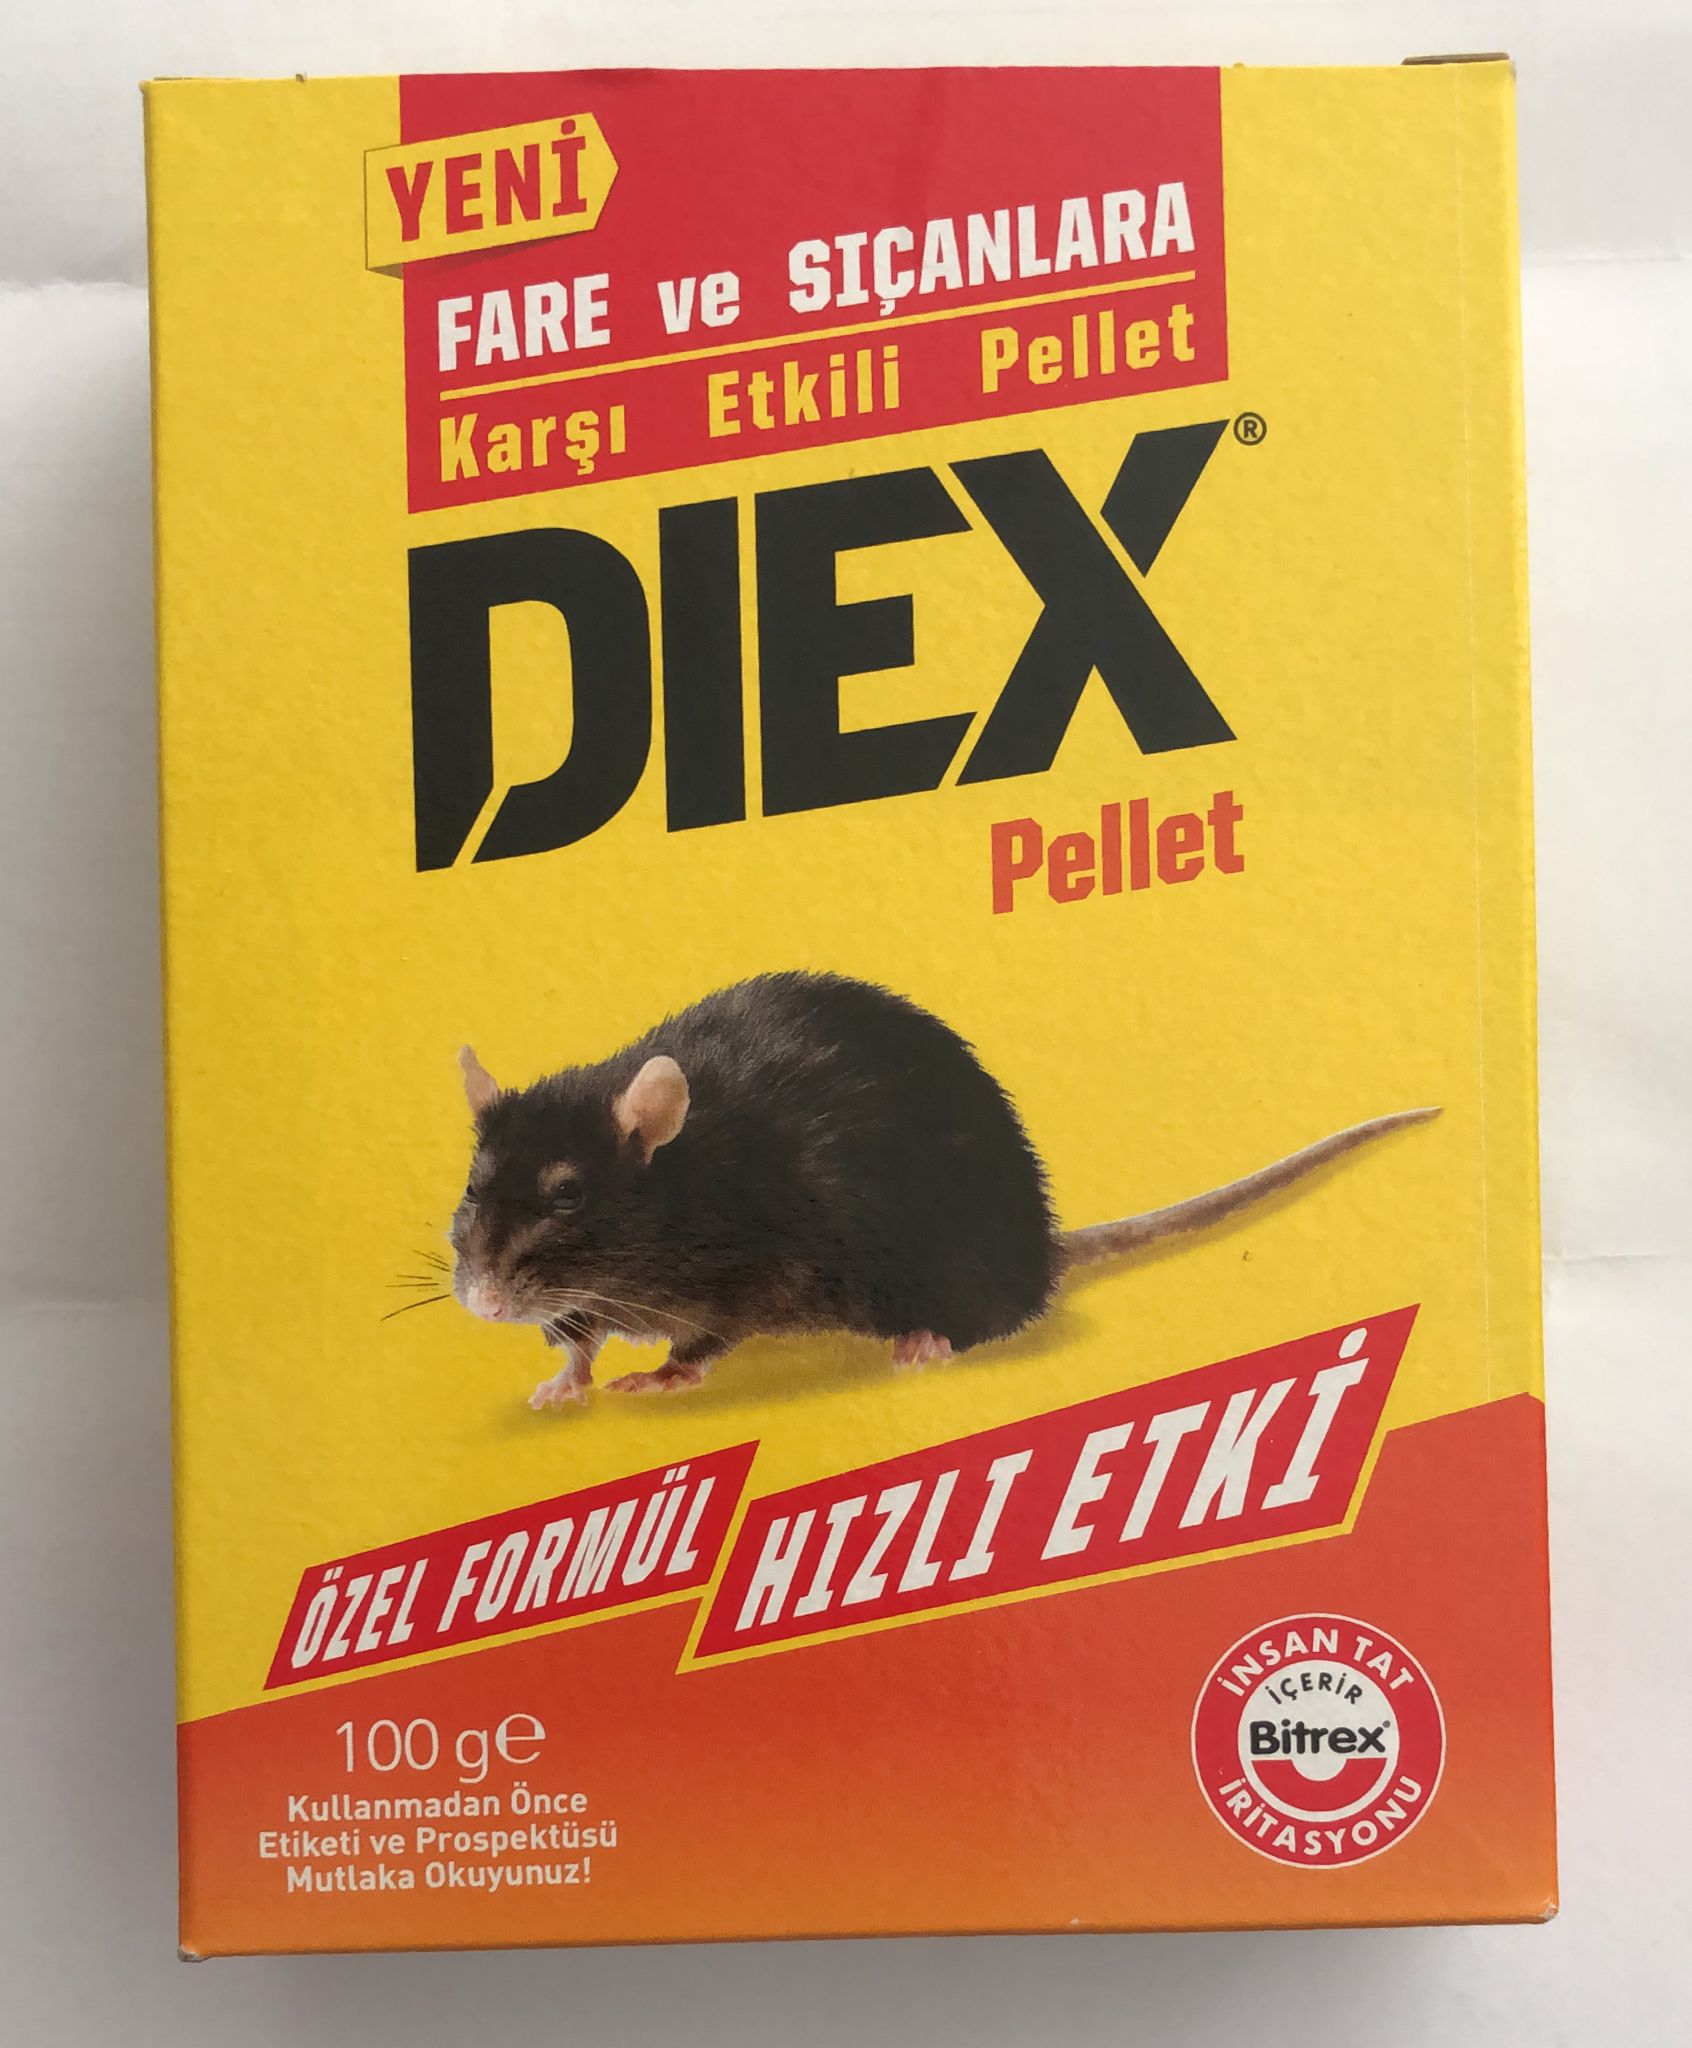 YENİ
FARE ve SIÇANLARA
Karşı Etkili Pellet
DIEX®
Pellet
ÖZEL FORMÜL HIZLI ETKİ
100 g℮
Kullanmadan Önce
Etiketi ve Prospektüsü
Mutlaka Okuyunuz!
İNSAN TAT
İÇERİR
Bitrex®
İRİTASYONU